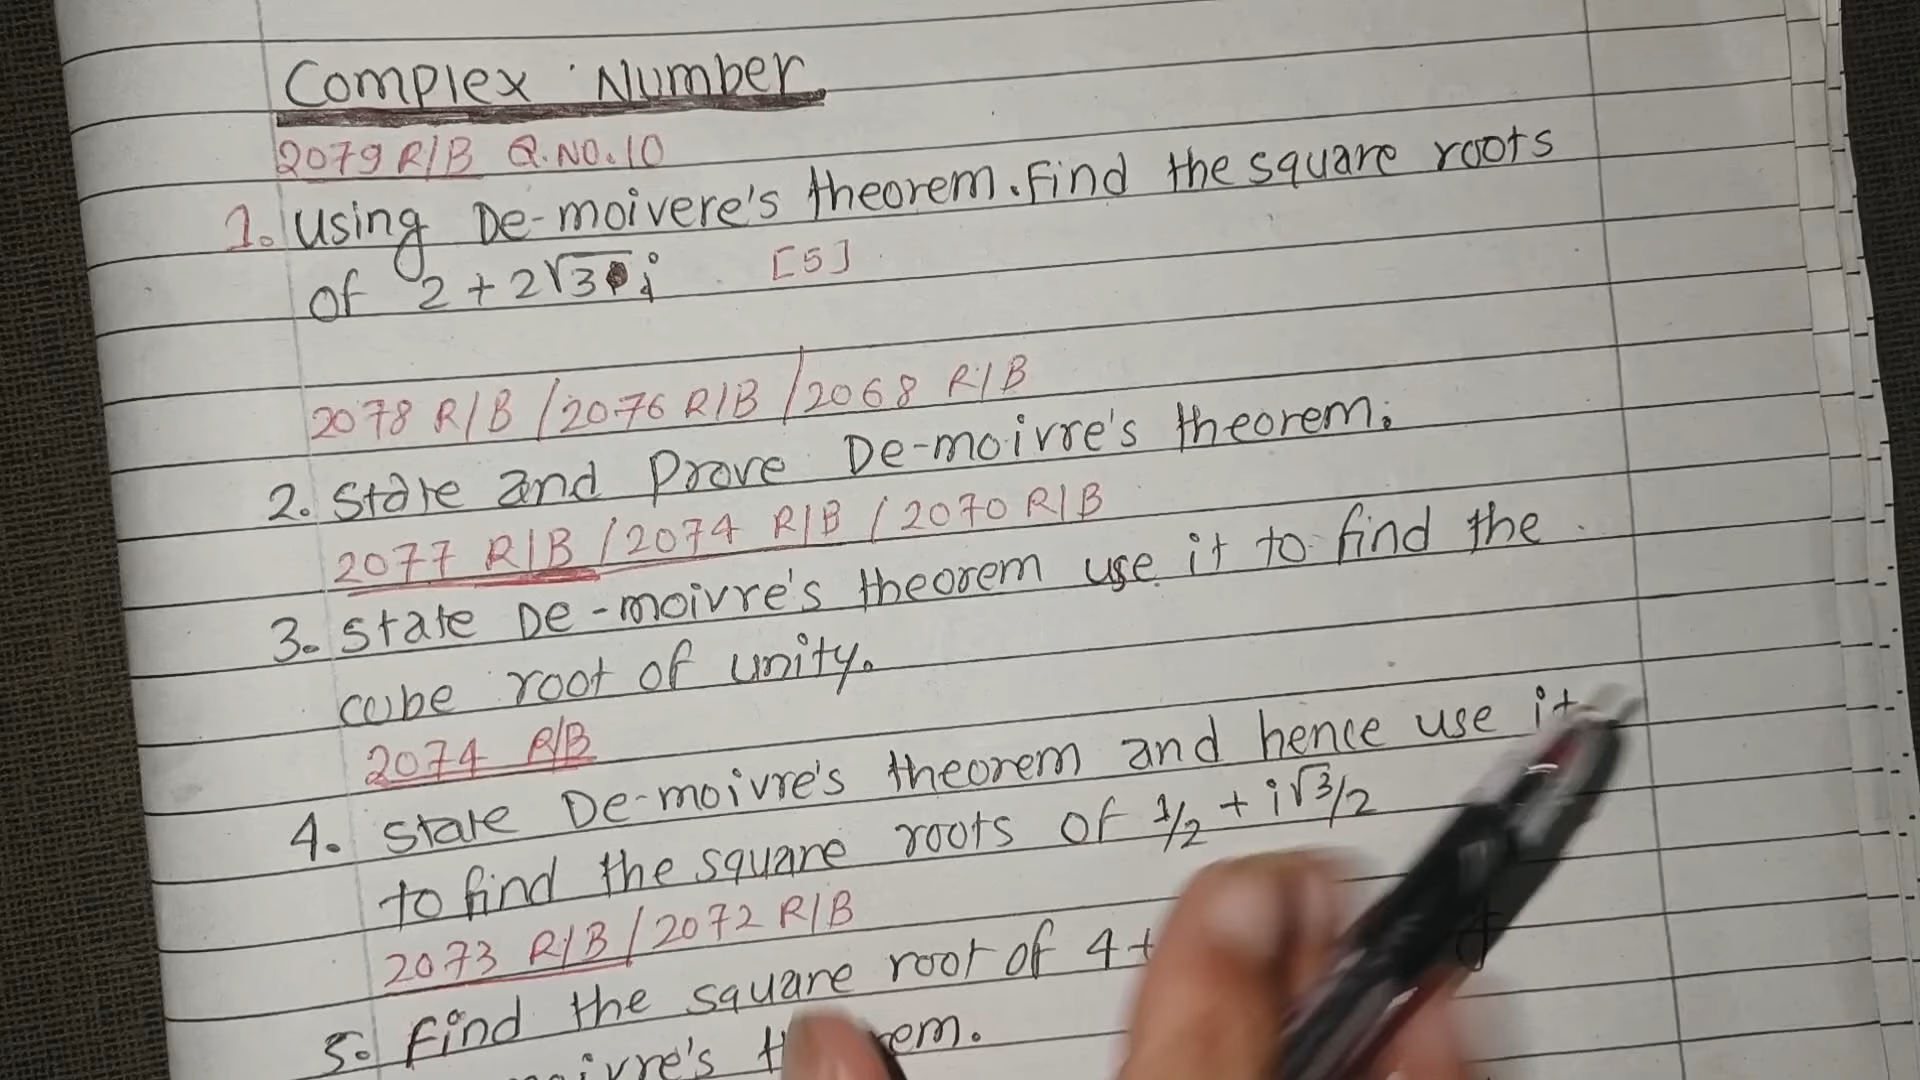 Complex Number
2079 R/B Q.NO.10
1. Using De-moivere's theorem. Find the square roots
of 2 + 2√3 i [5]
2078 R/B / 2076 R/B / 2068 R/B
2. State and Prove De-moivre's theorem.
2077 R/B / 2074 R/B / 2070 R/B
3. State De-moivre's theorem use it to find the
cube root of unity.
2074 R/B
4. State De-moivre's theorem and hence use it
to find the square roots of 1/2 + i√3/2
2073 R/B / 2072 R/B
5. Find the square root of 4+